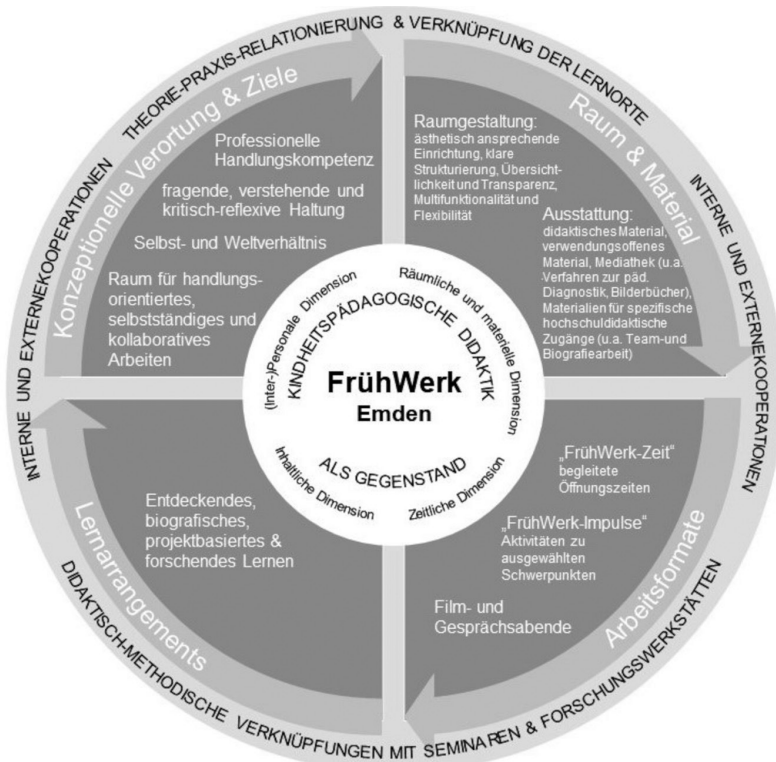 THEORIE-PRAXIS-RELATIONIERUNG & VERKNÜPFUNG DER LERNORTE
INTERNE UND EXTERNEKOOPERATIONEN
INTERNE UND EXTERNEKOOPERATIONEN
DIDAKTISCH-METHODISCHE VERKNÜPFUNGEN MIT SEMINAREN & FORSCHUNGSWERKSTÄTTEN
Konzeptionelle Verortung & Ziele
Professionelle
Handlungskompetenz
fragende, verstehende und
kritisch-reflexive Haltung
Selbst- und Weltverhältnis
Raum für handlungs-
orientiertes,
selbstständiges und
kollaboratives
Arbeiten
Raum & Material
Raumgestaltung:
ästhetisch ansprechende
Einrichtung, klare
Strukturierung, Übersicht-
lichkeit und Transparenz,
Multifunktionalität und
Flexibilität
Ausstattung:
didaktisches Material,
verwendungsoffenes
Material, Mediathek (u.a.
Verfahren zur päd.
Diagnostik, Bilderbücher),
Materialien für spezifische
hochschuldidaktische
Zugänge (u.a. Team-und
Biografiearbeit)
(Inter-)Personale Dimension
Räumliche und materielle Dimension
KINDHEITSPÄDAGOGISCHE DIDAKTIK
FrühWerk
Emden
ALS GEGENSTAND
Inhaltliche Dimension
Zeitliche Dimension
Lernarrangements
Entdeckendes,
biografisches,
projektbasiertes &
forschendes Lernen
Arbeitsformate
„FrühWerk-Zeit“
begleitete
Öffnungszeiten
„FrühWerk-Impulse“
Aktivitäten zu
ausgewählten
Schwerpunkten
Film- und
Gesprächsabende